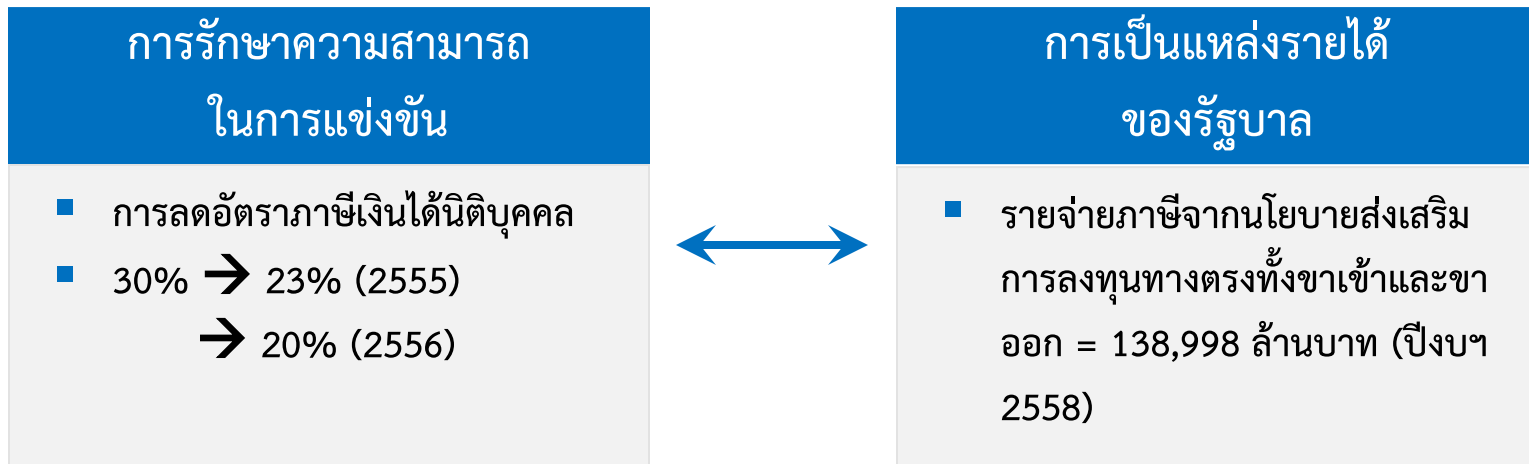 การรักษาความสามารถ
ในการแข่งขัน
▪ การลดอัตราภาษีเงินได้นิติบุคคล
▪ 30% → 23% (2555)
→ 20% (2556)
การเป็นแหล่งรายได้
ของรัฐบาล
▪ รายจ่ายภาษีจากนโยบายส่งเสริม
การลงทุนทางตรงทั้งขาเข้าและขา
ออก = 138,998 ล้านบาท (ปีงบฯ
2558)